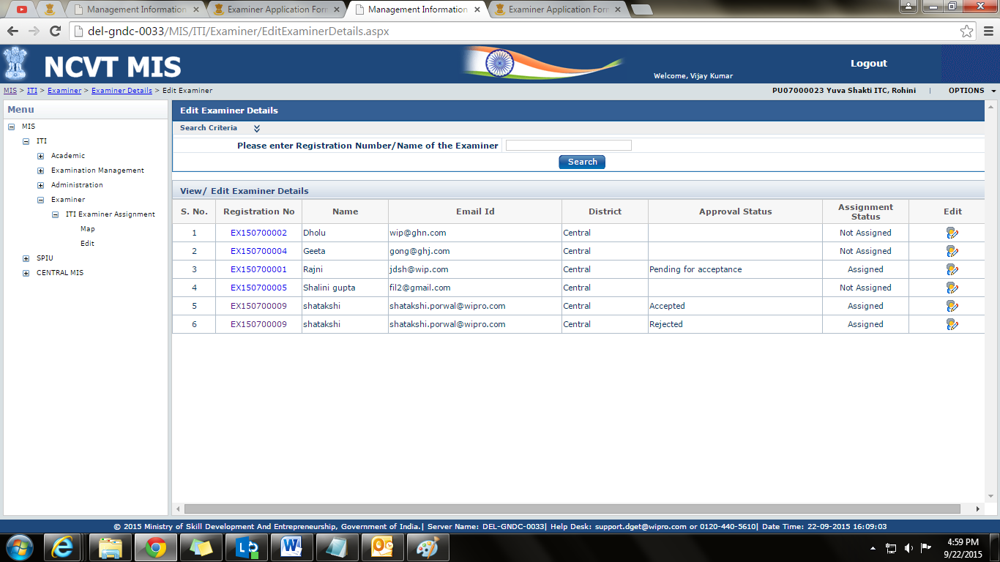 Management Information
Examiner Application Form
Management Information
Examiner Application Form
del-gndc-0033/MIS/ITI/Examiner/EditExaminerDetails.aspx
NCVT MIS
Welcome, Vijay Kumar
Logout
MIS > ITI > Examiner > Examiner Details > Edit Examiner
PU07000023 Yuva Shakti ITC, Rohini | OPTIONS
Menu
MIS
ITI
Academic
Examination Management
Administration
Examiner
ITI Examiner Assignment
Map
Edit
SPIU
CENTRAL MIS
Edit Examiner Details
Search Criteria
Please enter Registration Number/Name of the Examiner
Search
View/ Edit Examiner Details
S. No. Registration No Name Email Id District Approval Status Assignment Status Edit
1 EX150700002 Dholu wip@ghn.com Central Not Assigned
2 EX150700004 Geeta gong@ghj.com Central Not Assigned
3 EX150700001 Rajni jdsh@wip.com Central Pending for acceptance Assigned
4 EX150700005 Shalini gupta fil2@gmail.com Central Not Assigned
5 EX150700009 shatakshi shatakshi.porwal@wipro.com Central Accepted Assigned
6 EX150700009 shatakshi shatakshi.porwal@wipro.com Central Rejected Assigned
© 2015 Ministry of Skill Development And Entrepreneurship, Government of India.| Server Name: DEL-GNDC-0033| Help Desk: support.dget@wipro.com or 0120-440-5610| Date Time: 22-09-2015 16:09:03
4:59 PM
9/22/2015